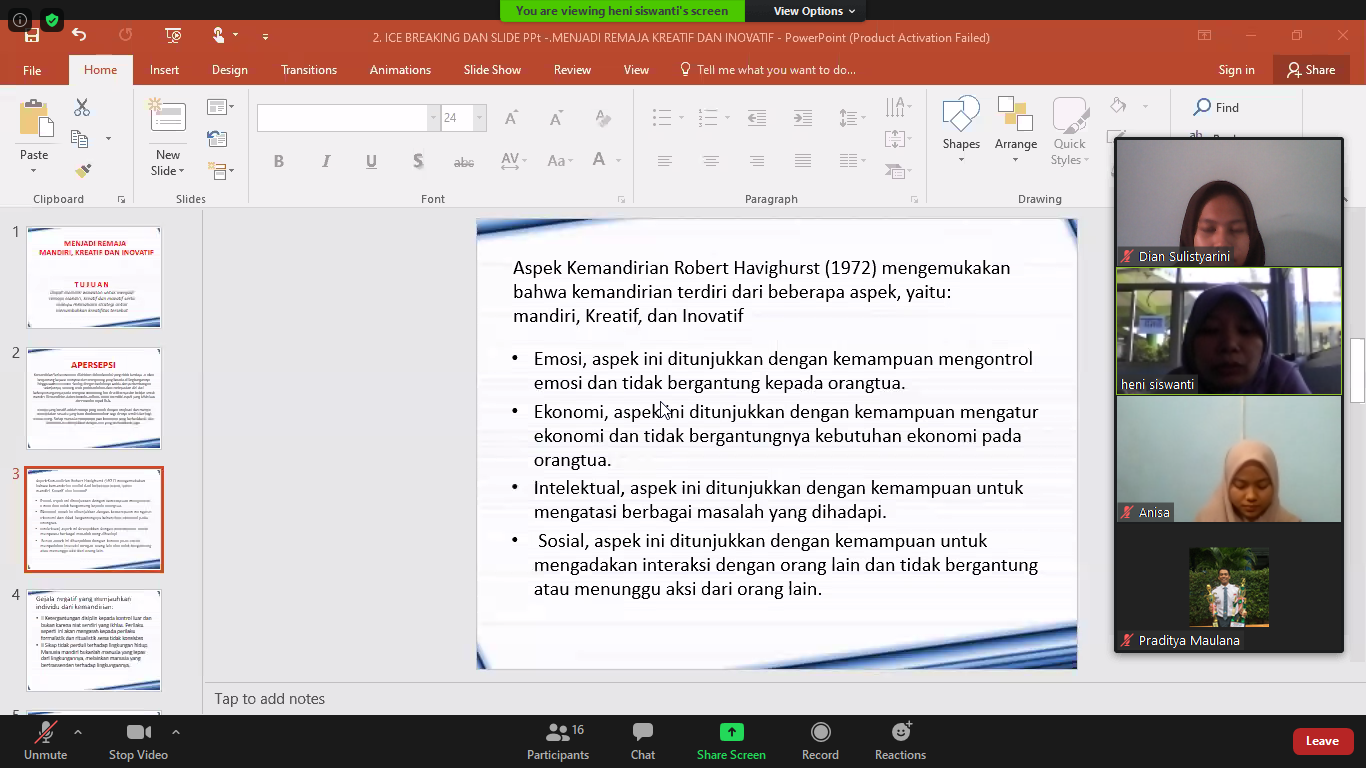 You are viewing heni siswanti's screen
View Options
2. ICE BREAKING DAN SLIDE PPt -.MENJADI REMAJA KREATIF DAN INOVATIF - PowerPoint (Product Activation Failed)
File Home Insert Design Transitions Animations Slide Show Review View Tell me what you want to do... Sign in Share
24
Find
Paste
New
Slide
B I U S abc AV Aa A
Shapes Arrange Quick
Styles
Clipboard Slides Font Paragraph Drawing
1
MENJADI REMAJA
MANDIRI, KREATIF DAN INOVATIF
TUJUAN
2
APERSEPSI
3
4
Gejala negatif yang menjauhkan
individu dari kemandirian:
Aspek Kemandirian Robert Havighurst (1972) mengemukakan
bahwa kemandirian terdiri dari beberapa aspek, yaitu:
mandiri, Kreatif, dan Inovatif
• Emosi, aspek ini ditunjukkan dengan kemampuan mengontrol
emosi dan tidak bergantung kepada orangtua.
• Ekonomi, aspek ini ditunjukkan dengan kemampuan mengatur
ekonomi dan tidak bergantungnya kebutuhan ekonomi pada
orangtua.
• Intelektual, aspek ini ditunjukkan dengan kemampuan untuk
mengatasi berbagai masalah yang dihadapi.
• Sosial, aspek ini ditunjukkan dengan kemampuan untuk
mengadakan interaksi dengan orang lain dan tidak bergantung
atau menunggu aksi dari orang lain.
Dian Sulistyarini
heni siswanti
Anisa
Praditya Maulana
Tap to add notes
Unmute Stop Video Participants 16 Chat Share Screen Record Reactions Leave